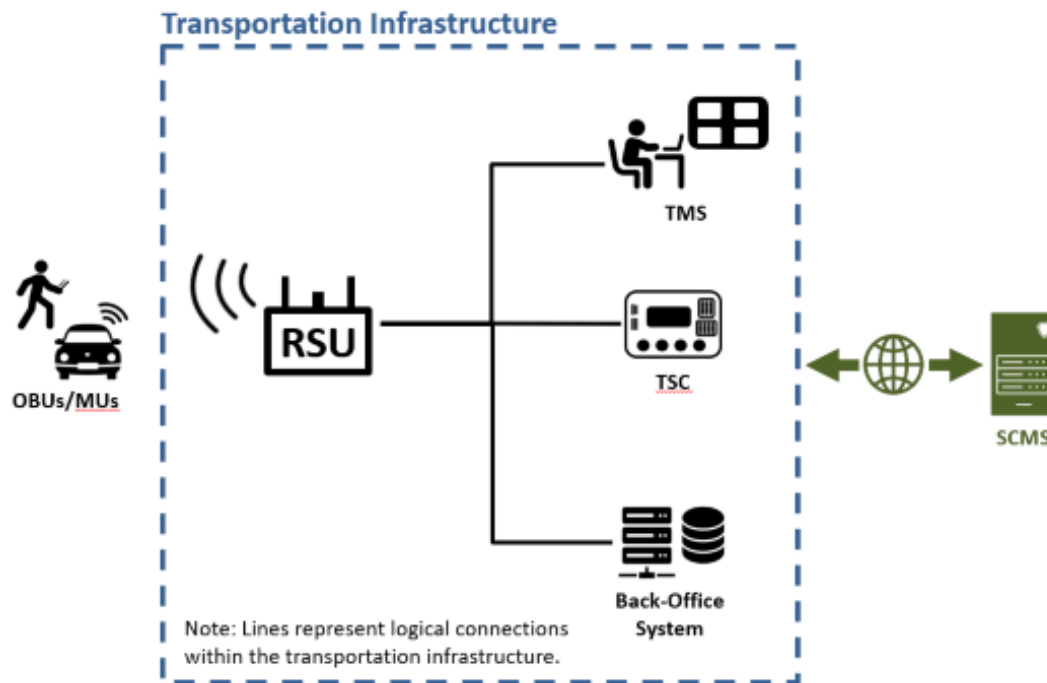 Transportation Infrastructure
TMS
RSU
OBUs/MUs
TSC
SCMS
Back-Office
System
Note: Lines represent logical connections
within the transportation infrastructure.